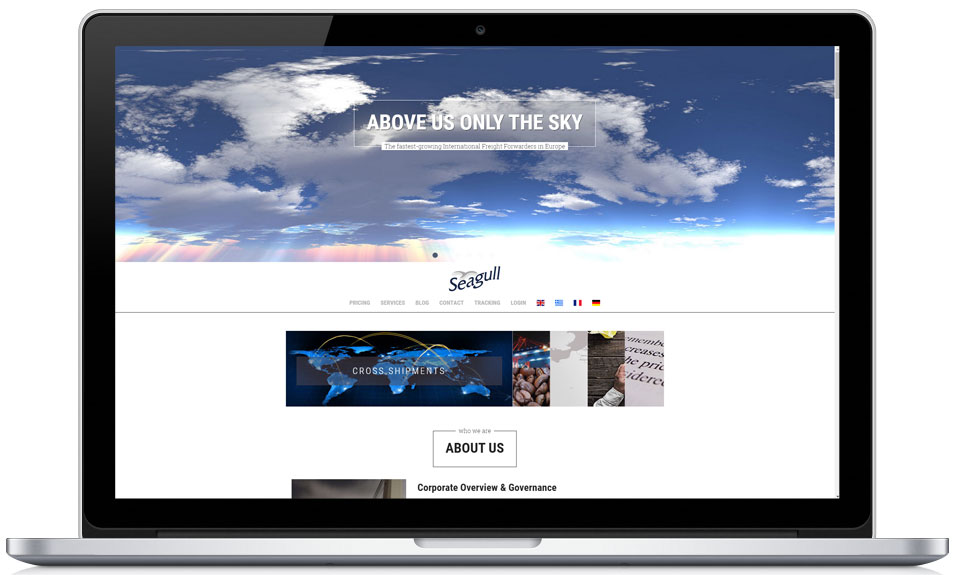 ABOVE US ONLY THE SKY
The fastest-growing International Freight Forwarders in Europe
Seagull
PRICING SERVICES BLOG CONTACT TRACKING LOGIN
CROSS SHIPMENTS
who we are
ABOUT US
Corporate Overview & Governance